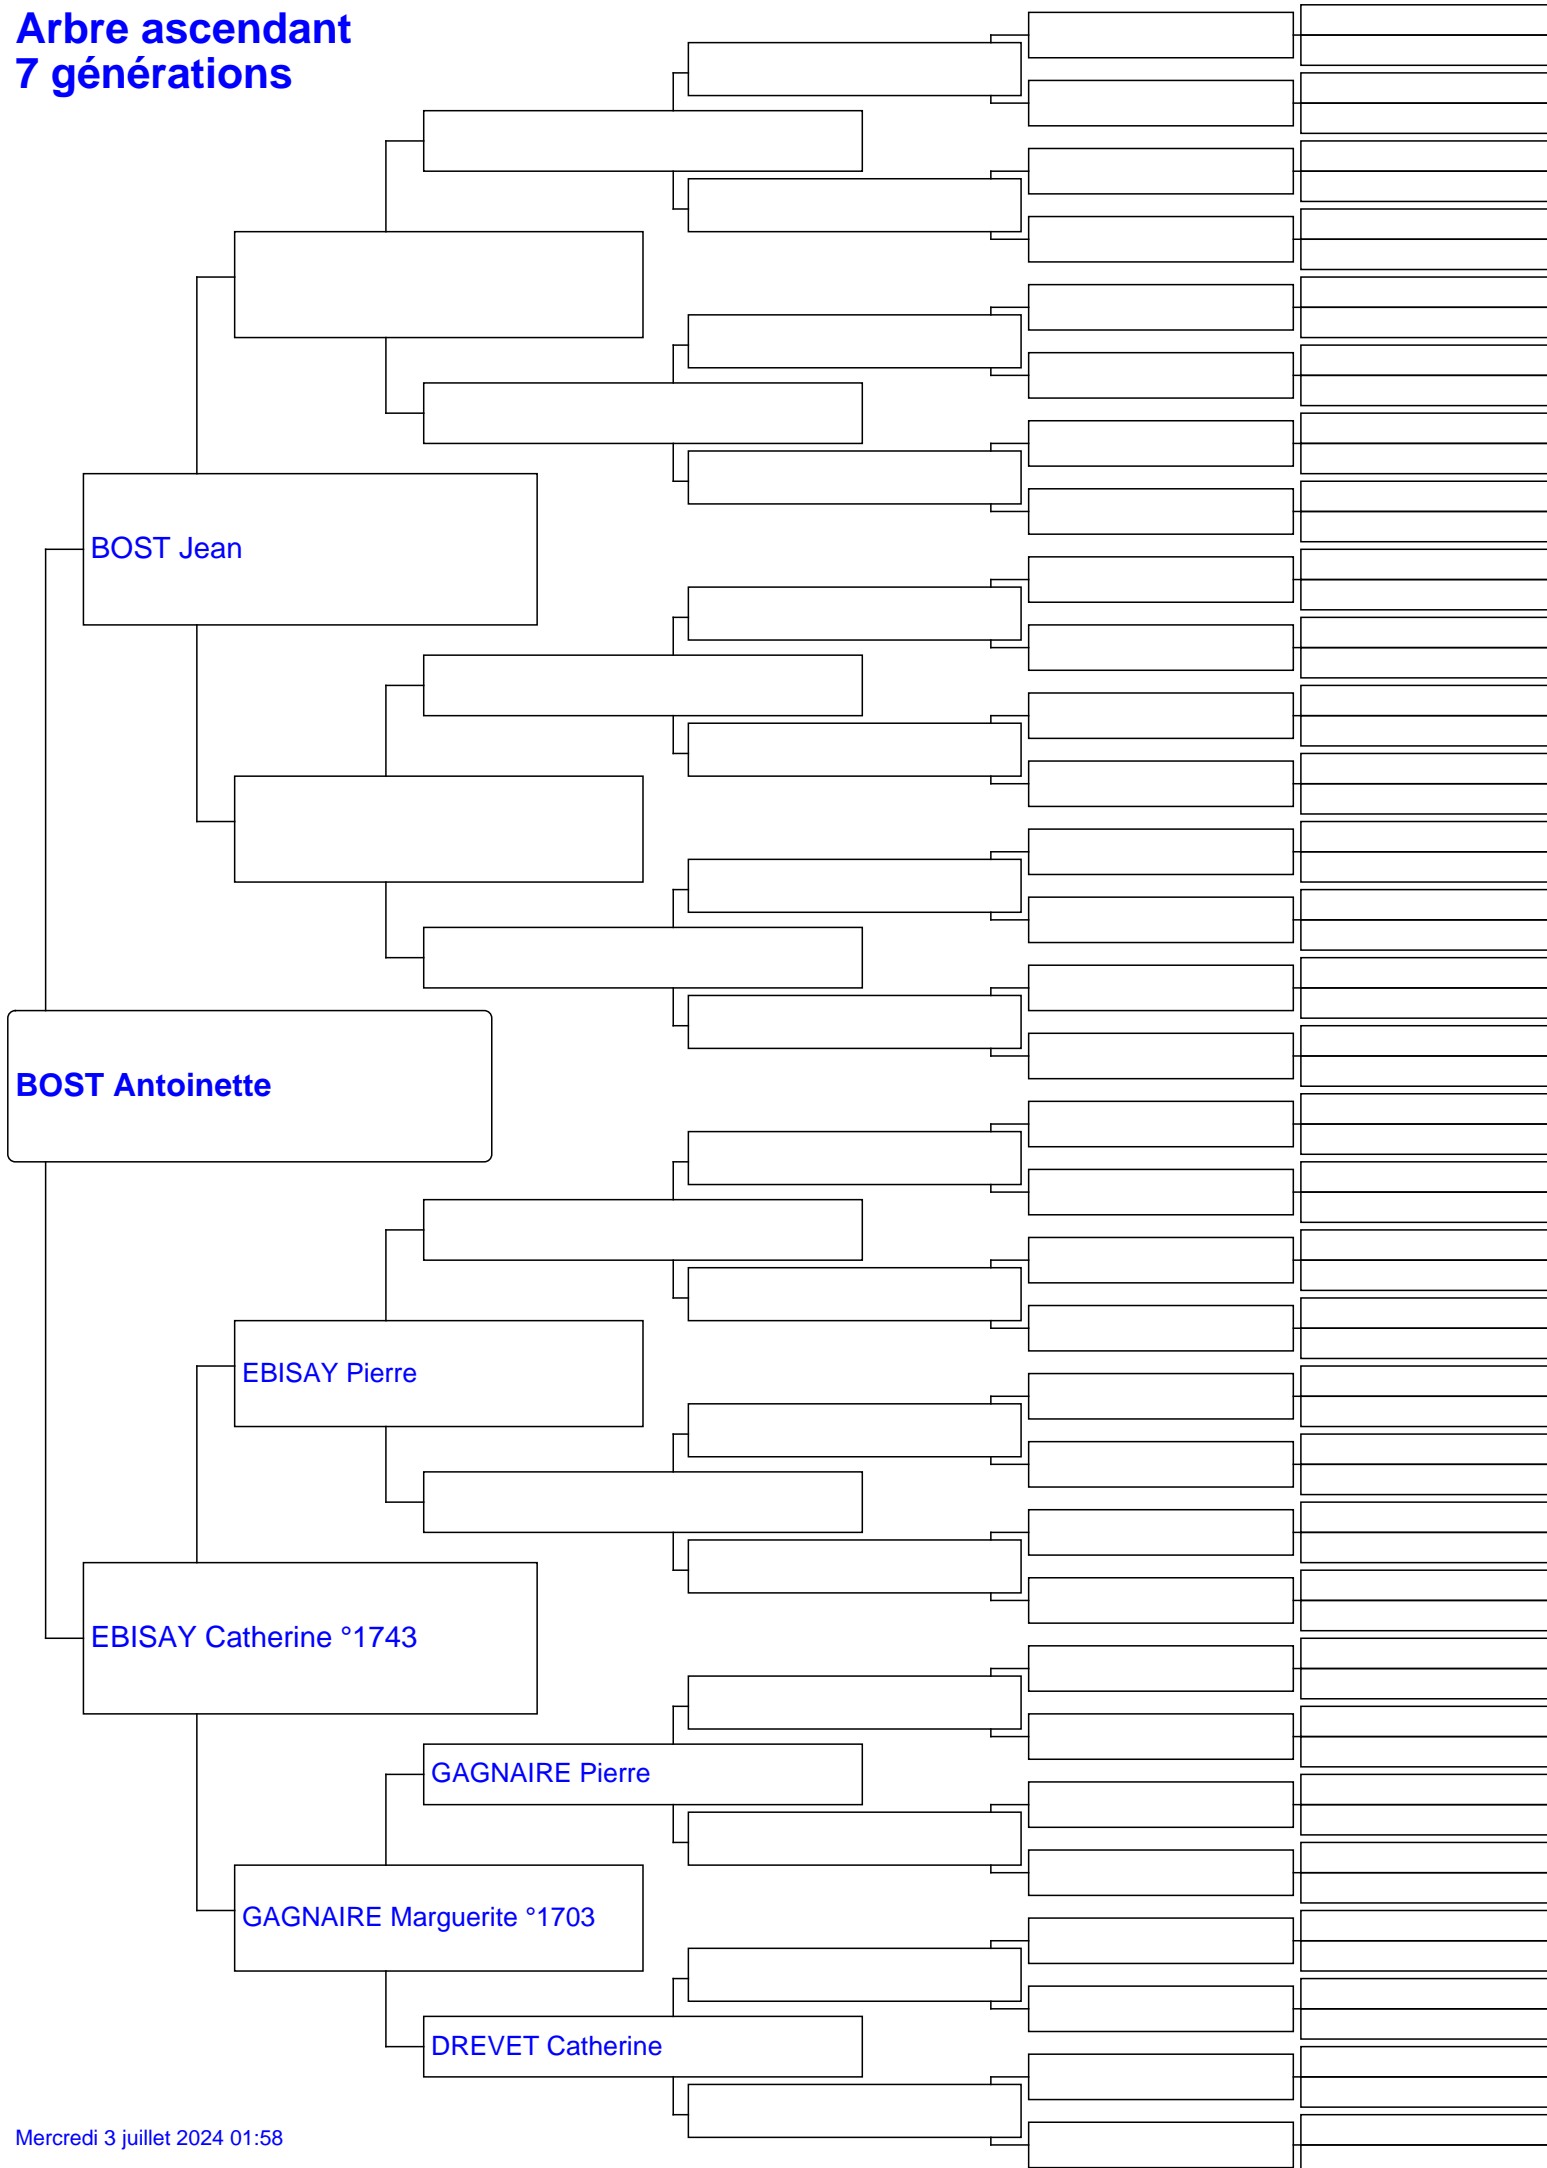 Arbre ascendant
7 générations
BOST Jean
BOST Antoinette
EBISAY Pierre
EBISAY Catherine °1743
GAGNAIRE Pierre
GAGNAIRE Marguerite °1703
DREVET Catherine
Mercredi 3 juillet 2024 01:58